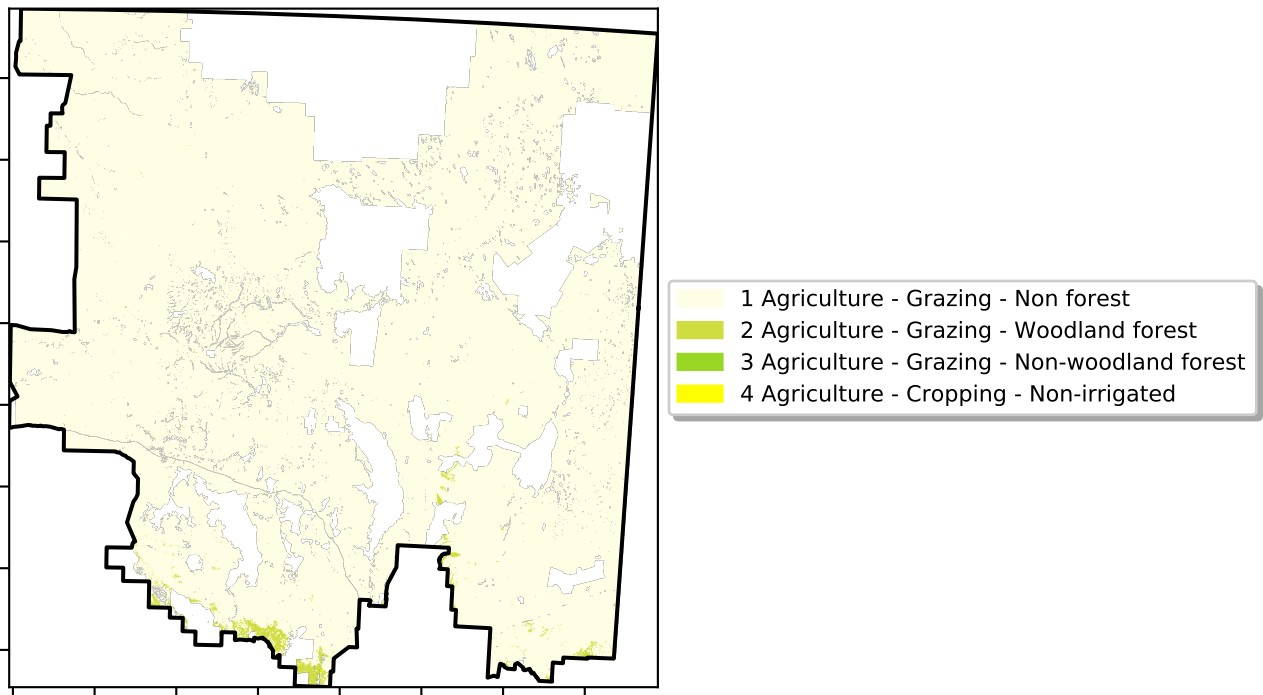 1 Agriculture - Grazing - Non forest
2 Agriculture - Grazing - Woodland forest
3 Agriculture - Grazing - Non-woodland forest
4 Agriculture - Cropping - Non-irrigated